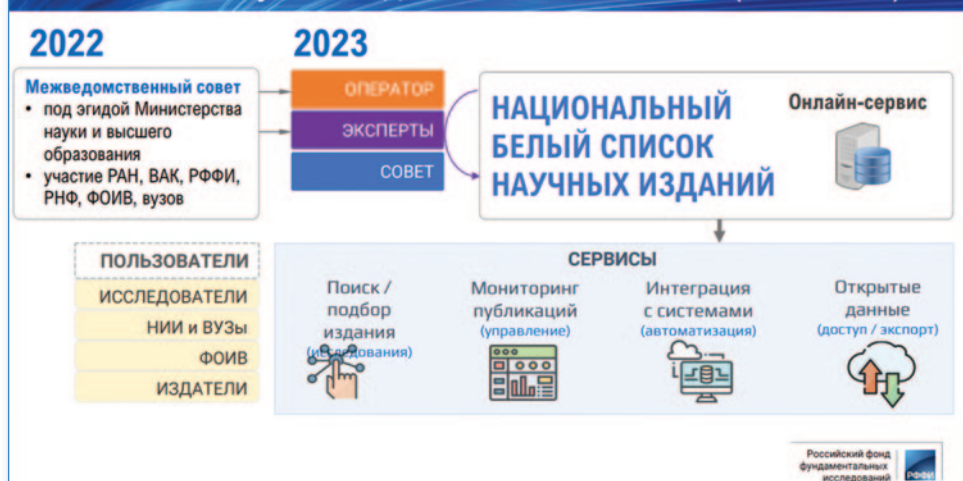 2022
2023
Межведомственный совет
• под эгидой Министерства
науки и высшего
образования
• участие РАН, ВАК, РФФИ,
РНФ, ФОИВ, вузов
ОПЕРАТОР
ЭКСПЕРТЫ
СОВЕТ
НАЦИОНАЛЬНЫЙ
БЕЛЫЙ СПИСОК
НАУЧНЫХ ИЗДАНИЙ
Онлайн-сервис
ПОЛЬЗОВАТЕЛИ
ИССЛЕДОВАТЕЛИ
НИИ и ВУЗы
ФОИВ
ИЗДАТЕЛИ
СЕРВИСЫ
Поиск /
подбор
издания
(исследования)
Мониторинг
публикаций
(управление)
Интеграция
с системами
(автоматизация)
Открытые
данные
(доступ / экспорт)
Российский фонд
фундаментальных
исследований
РФФИ